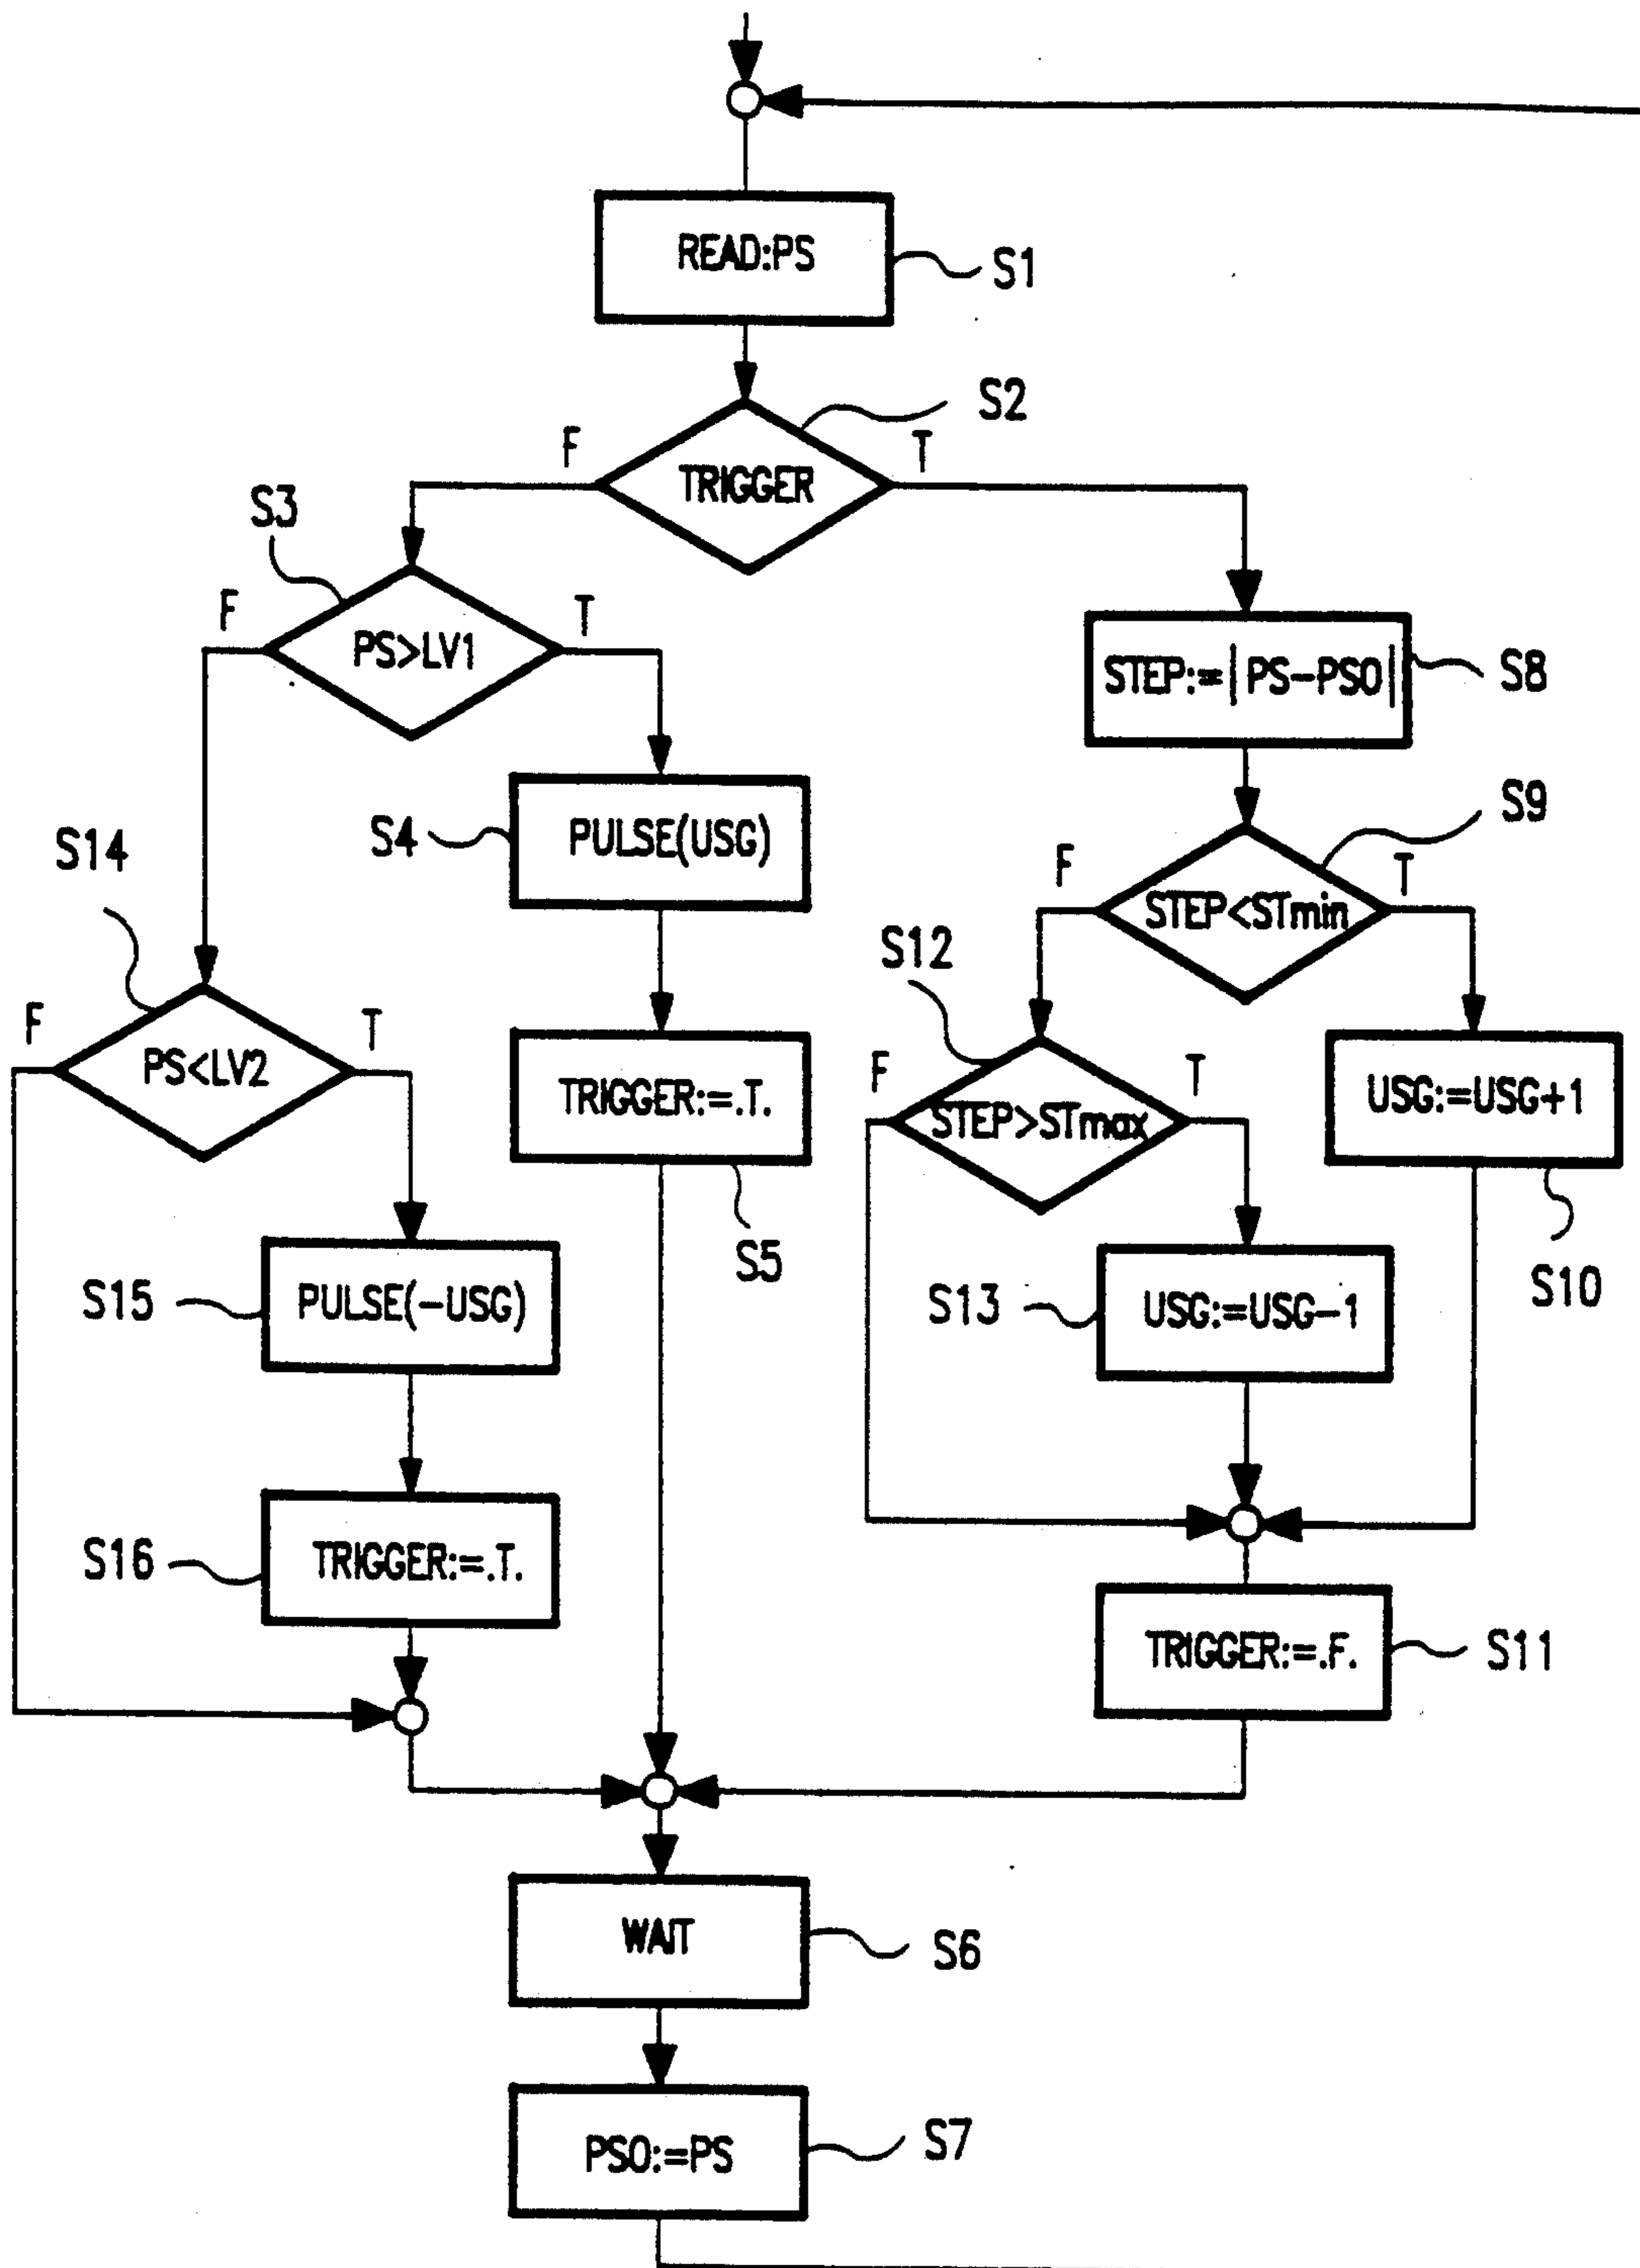 READ:PS
S1
S2
F
T
TRIGGER
S3
F
T
PS>LV1
STEP:=|PS-PSO|
S8
S4
PULSE(USG)
S9
F
T
STEP<STmin
S14
S12
F
T
PS<LV2
F
T
STEP>STmax
TRIGGER:=.T.
USG:=USG+1
S5
S10
S15
PULSE(-USG)
S13
USG:=USG-1
S16
TRIGGER:=.T.
TRIGGER:=.F.
S11
WAIT
S6
PSO:=PS
S7